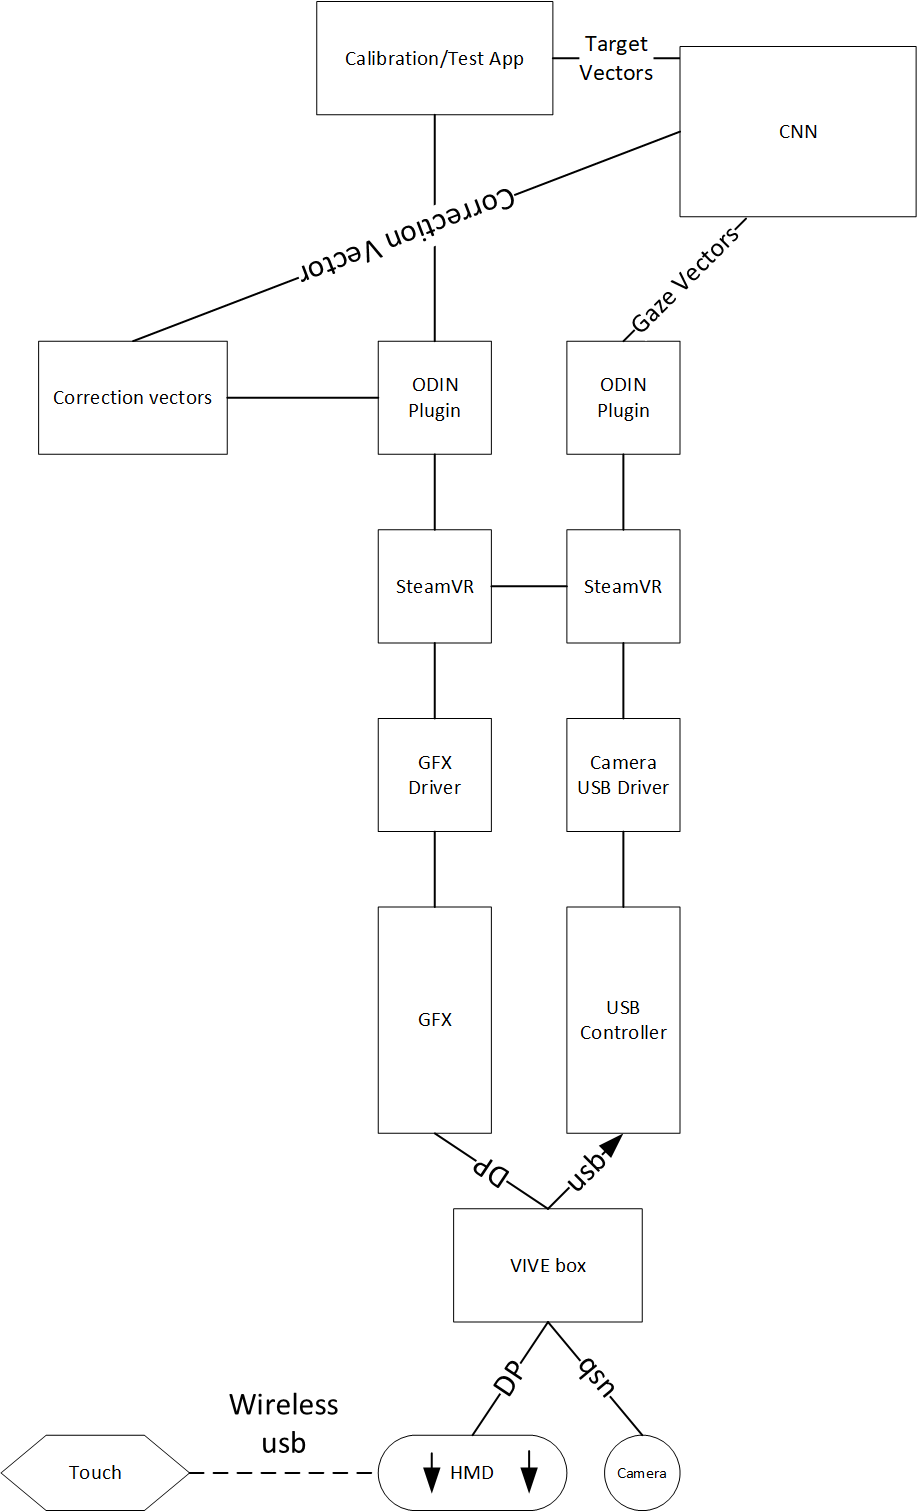 Calibration/Test App
Target
Vectors
CNN
Correction Vector
Gaze Vectors
Correction vectors
ODIN
Plugin
ODIN
Plugin
SteamVR
SteamVR
GFX
Driver
Camera
USB Driver
GFX
USB
Controller
DP
usb
VIVE box
DP
usb
Wireless
usb
Touch
HMD
Camera